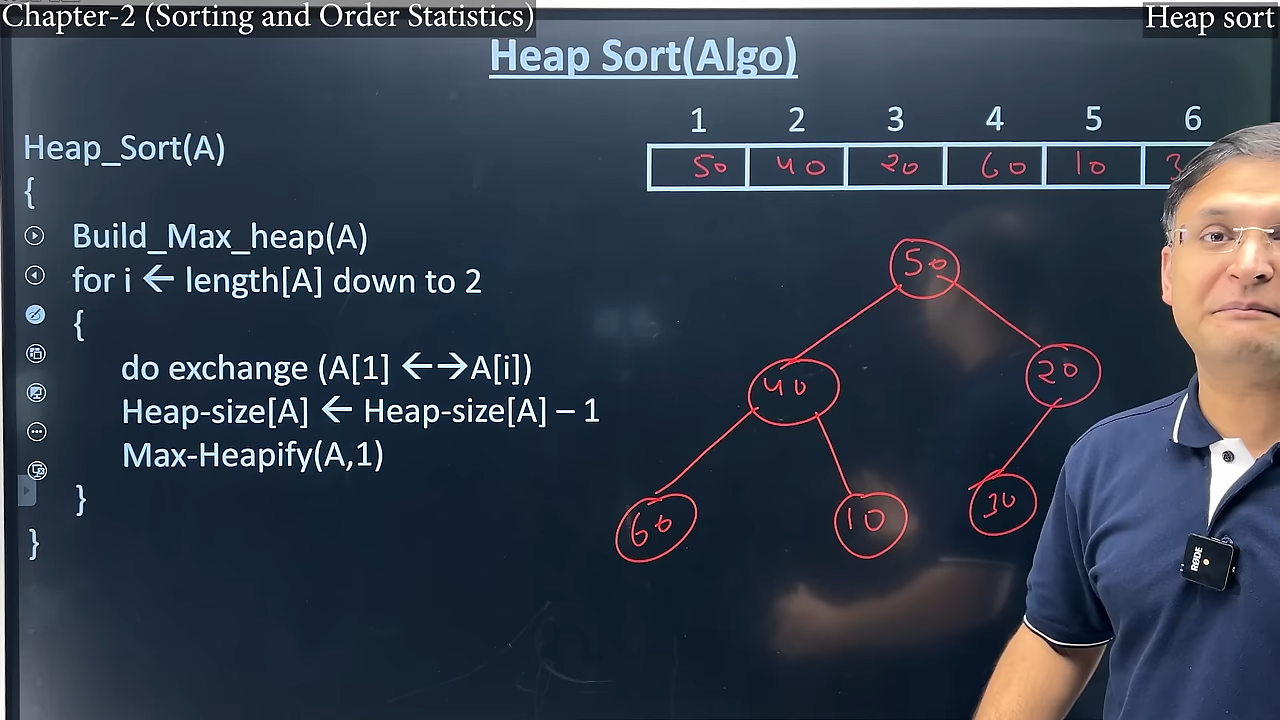 Chapter-2 (Sorting and Order Statistics)
Heap sort
Heap Sort(Algo)
1 2 3 4 5 6
50 40 20 60 10
Heap_Sort(A)
{
Build_Max_heap(A)
for i ← length[A] down to 2
{
do exchange (A[1] ←→A[i])
Heap-size[A] ← Heap-size[A] – 1
Max-Heapify(A,1)
}
}
50
40 20
60 10 30
RØDE